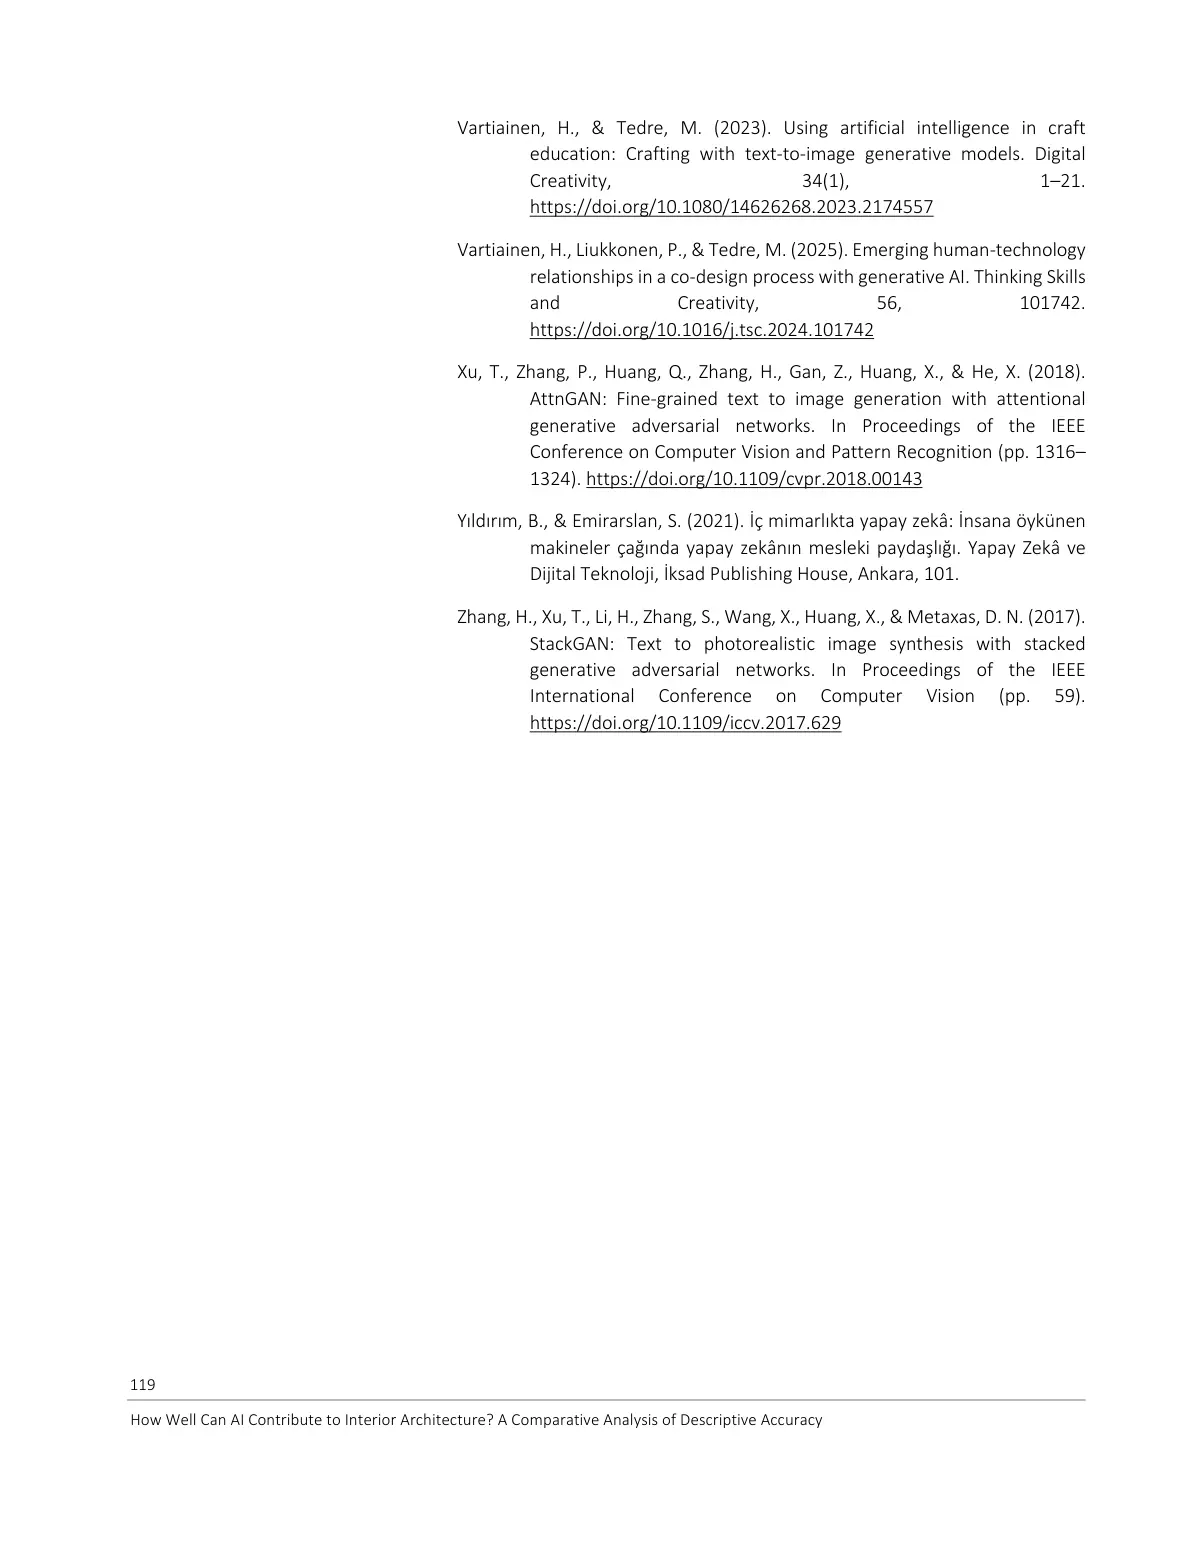 Vartiainen, H., & Tedre, M. (2023). Using artificial intelligence in craft
education: Crafting with text-to-image generative models. Digital
Creativity, 34(1), 1–21.
https://doi.org/10.1080/14626268.2023.2174557
Vartiainen, H., Liukkonen, P., & Tedre, M. (2025). Emerging human-technology
relationships in a co-design process with generative AI. Thinking Skills
and Creativity, 56, 101742.
https://doi.org/10.1016/j.tsc.2024.101742
Xu, T., Zhang, P., Huang, Q., Zhang, H., Gan, Z., Huang, X., & He, X. (2018).
AttnGAN: Fine-grained text to image generation with attentional
generative adversarial networks. In Proceedings of the IEEE
Conference on Computer Vision and Pattern Recognition (pp. 1316–
1324). https://doi.org/10.1109/cvpr.2018.00143
Yıldırım, B., & Emirarslan, S. (2021). İç mimarlıkta yapay zekâ: İnsana öykünen
makineler çağında yapay zekânın mesleki paydaşlığı. Yapay Zekâ ve
Dijital Teknoloji, İksad Publishing House, Ankara, 101.
Zhang, H., Xu, T., Li, H., Zhang, S., Wang, X., Huang, X., & Metaxas, D. N. (2017).
StackGAN: Text to photorealistic image synthesis with stacked
generative adversarial networks. In Proceedings of the IEEE
International Conference on Computer Vision (pp. 59).
https://doi.org/10.1109/iccv.2017.629
119
How Well Can AI Contribute to Interior Architecture? A Comparative Analysis of Descriptive Accuracy